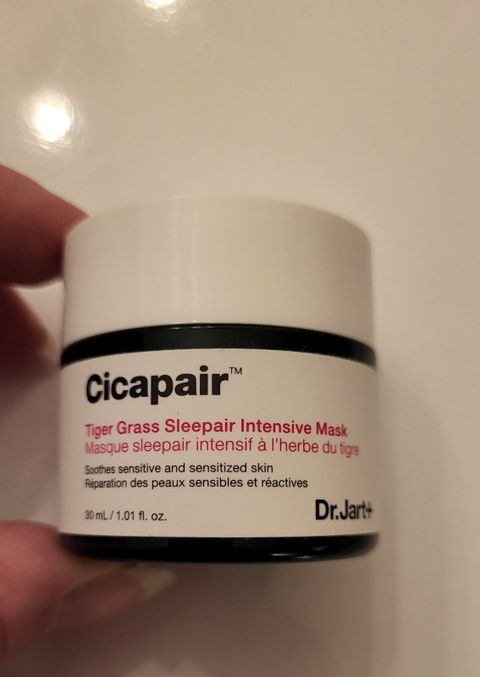 Cicapair™
Tiger Grass Sleepair Intensive Mask
Masque sleepair intensif à l'herbe du tigre
Soothes sensitive and sensitized skin
Réparation des peaux sensibles et réactives
30 mL / 1.01 fl. oz.
Dr.Jart+